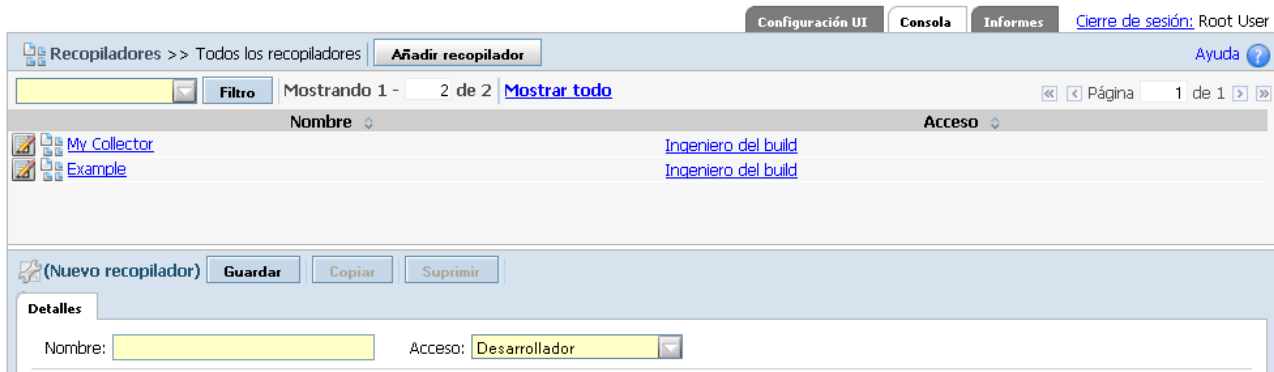 Configuración UI Consola Informes Cierre de sesión: Root User
Recopiladores >> Todos los recopiladores Añadir recopilador Ayuda ?
Filtro Mostrando 1 - 2 de 2 Mostrar todo Página 1 de 1
Nombre Acceso
My Collector Ingeniero del build
Example Ingeniero del build
(Nuevo recopilador) Guardar Copiar Suprimir
Detalles
Nombre: Acceso: Desarrollador